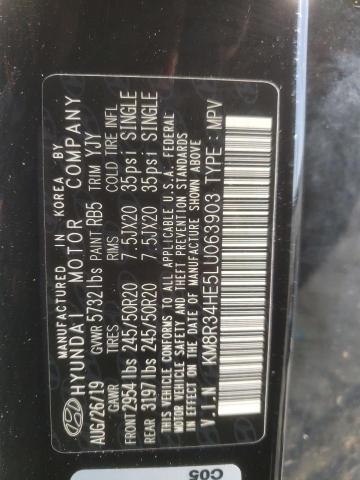 MANUFACTURED IN KOREA BY
HYUNDAI MOTOR COMPANY
AUG/26/19 GVWR 5732lbs PAINT RB5 TRIM YJY
GAWR TIRES RMS COLD TIRE INFL
FRONT 2954lbs 245/50R20 7.5JX20 35psi SINGLE
REAR 3197lbs 245/50R20 7.5JX20 35psi SINGLE
THIS VEHICLE CONFORMS TO ALL APPLICABLE U.S.A. FEDERAL
MOTOR VEHICLE SAFETY AND THEFT PREVENTION STANDARDS
IN EFFECT ON THE DATE OF MANUFACTURE SHOWN ABOVE
V.I.N : KM8R34HE5LU063903 TYPE : MPV
C05